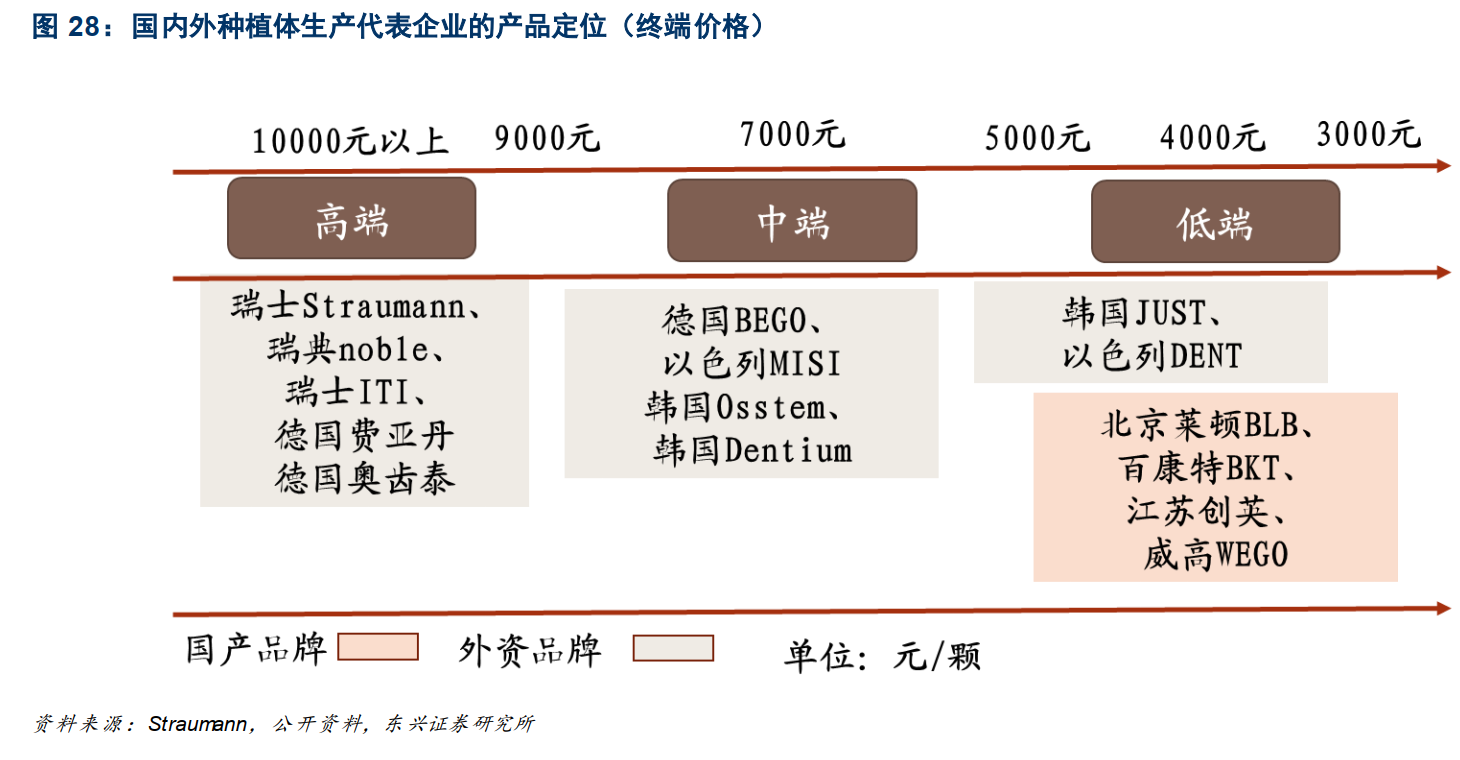 图 28：国内外种植体生产代表企业的产品定位（终端价格）
10000元以上 9000元 7000元 5000元 4000元 3000元
高端 中端 低端
瑞士Straumann、
瑞典noble、
瑞士ITI、
德国费亚丹
德国奥齿泰
德国BEGO、
以色列MISI
韩国Osstem、
韩国Dentium
韩国JUST、
以色列DENT
北京莱顿BLB、
百康特BKT、
江苏创英、
威高WEGO
国产品牌 外资品牌 单位：元/颗
资料来源：Straumann，公开资料，东兴证券研究所